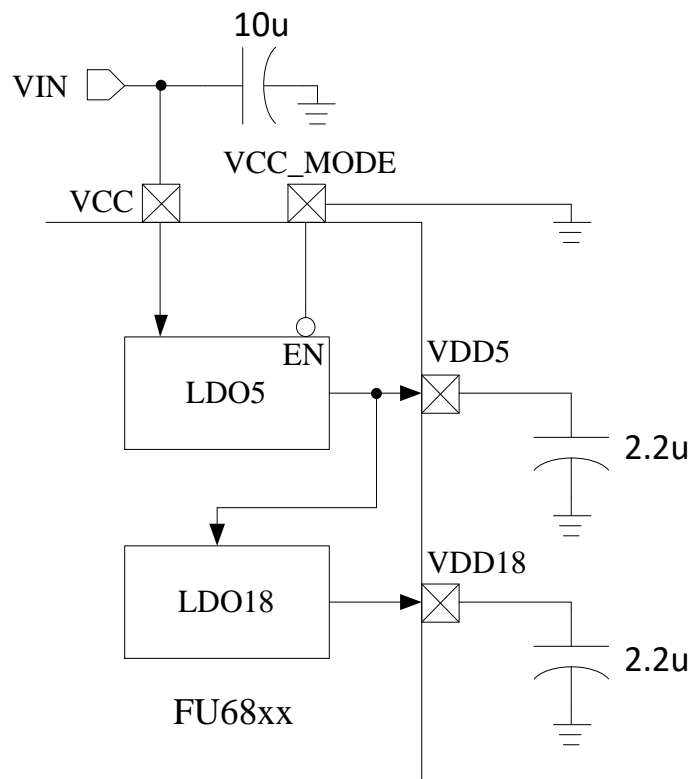 10u
VIN
VCC_MODE
VCC
EN
LDO5
VDD5
2.2u
LDO18
VDD18
2.2u
FU68xx